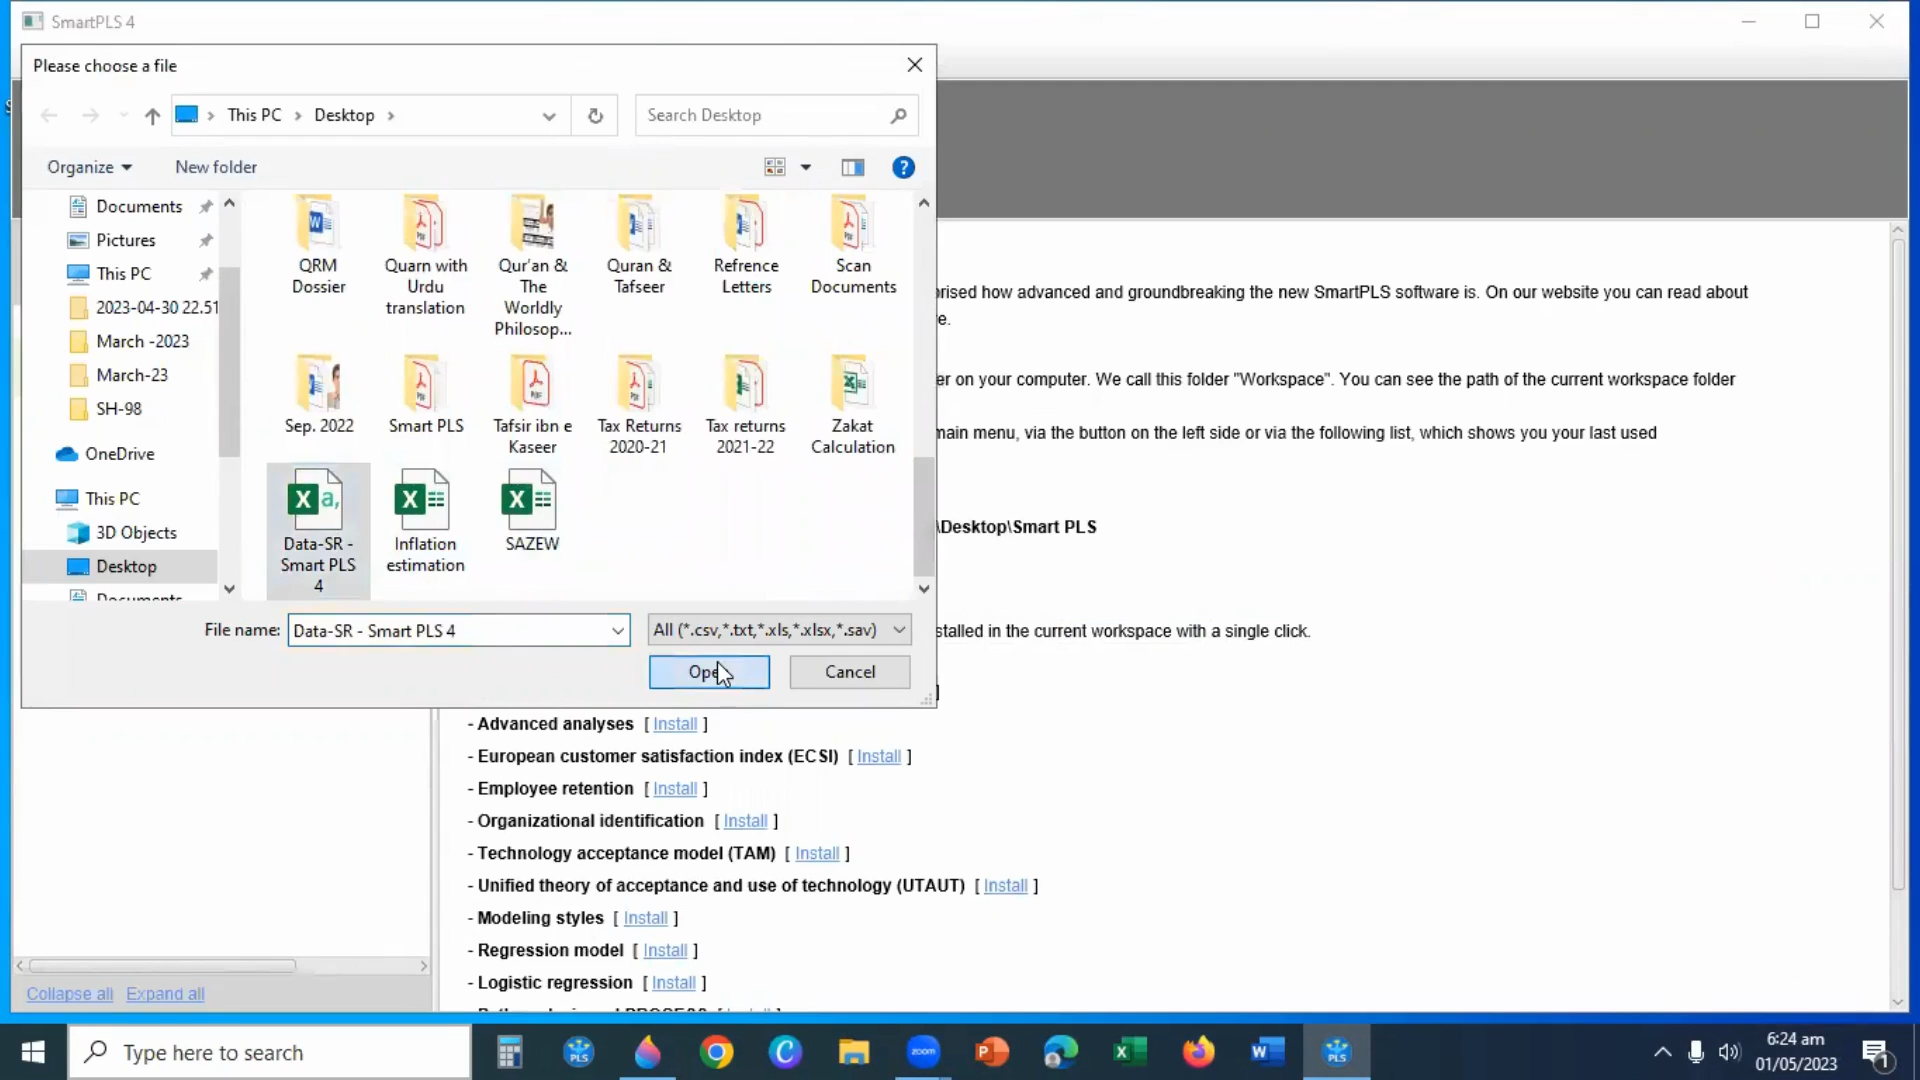 SmartPLS 4
Please choose a file
This PC
Desktop
Search Desktop
Organize
New folder
Documents
Pictures
This PC
2023-04-30 22.51
March -2023
March-23
SH-98
OneDrive
This PC
3D Objects
Desktop
QRM
Dossier
Quarn with
Urdu
translation
Qur'an &
The
Worldly
Philosop...
Quran &
Tafseer
Refrence
Letters
Scan
Documents
Sep. 2022
Smart PLS
Tafsir ibn e
Kaseer
Tax Returns
2020-21
Tax returns
2021-22
Zakat
Calculation
Data-SR -
Smart PLS
4
Inflation
estimation
SAZEW
File name:
Data-SR - Smart PLS 4
All (*.csv,*.txt,*.xls,*.xlsx,*.sav)
Cancel
prised how advanced and groundbreaking the new SmartPLS software is. On our website you can read about
e.
er on your computer. We call this folder "Workspace". You can see the path of the current workspace folder
main menu, via the button on the left side or via the following list, which shows you your last used
\Desktop\Smart PLS
stalled in the current workspace with a single click.
]
- Advanced analyses [ Install ]
- European customer satisfaction index (ECSI) [ Install ]
- Employee retention [ Install ]
- Organizational identification [ Install ]
- Technology acceptance model (TAM) [ Install ]
- Unified theory of acceptance and use of technology (UTAUT) [ Install ]
- Modeling styles [ Install ]
- Regression model [ Install ]
- Logistic regression [ Install ]
Collapse all
Expand all
Type here to search
PLS
zoom
PLS
6:24 am
01/05/2023
1